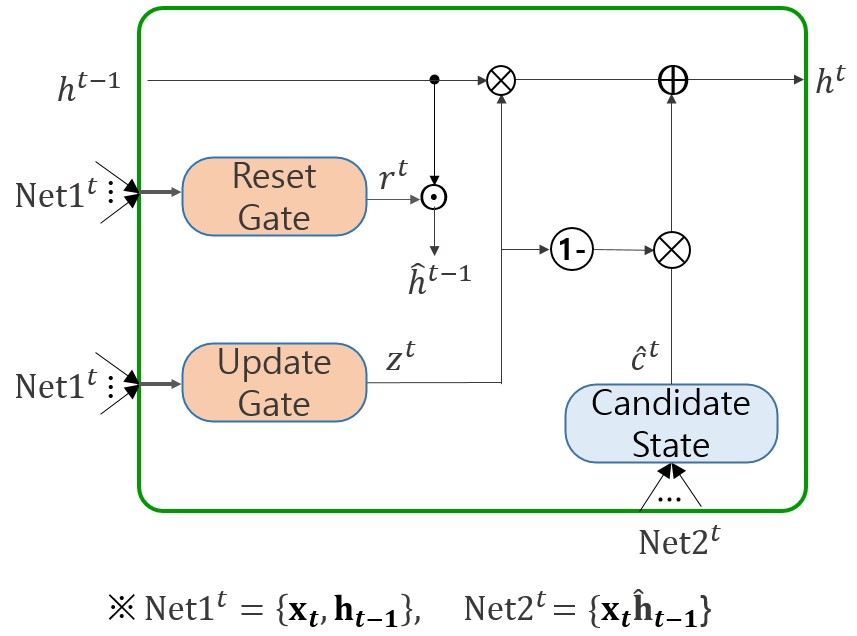 h^{t−1}
h^t
Net1^t
⋮
Reset
Gate
r^t
1-
ĥ^{t−1}
Net1^t
⋮
Update
Gate
z^t
ĉ^t
Candidate
State
...
Net2^t
※ Net1^t = {x_t, h_{t−1}},    Net2^t = {x_t ĥ_{t−1}}